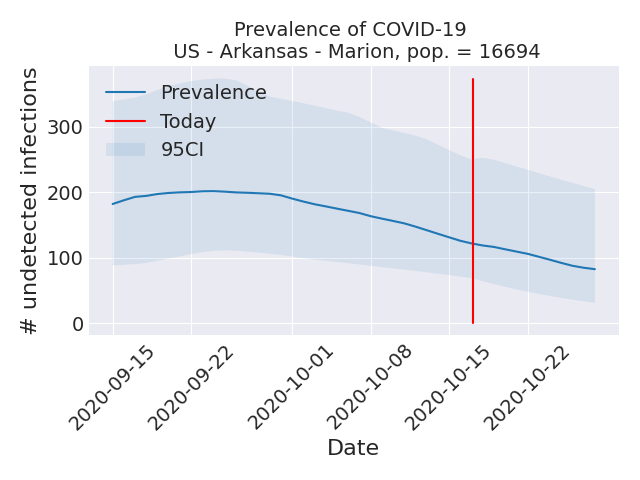 Prevalence of COVID-19
US - Arkansas - Marion, pop. = 16694
# undetected infections
300
200
100
0
Prevalence
Today
95CI
2020-09-15
2020-09-22
2020-10-01
2020-10-08
2020-10-15
2020-10-22
Date